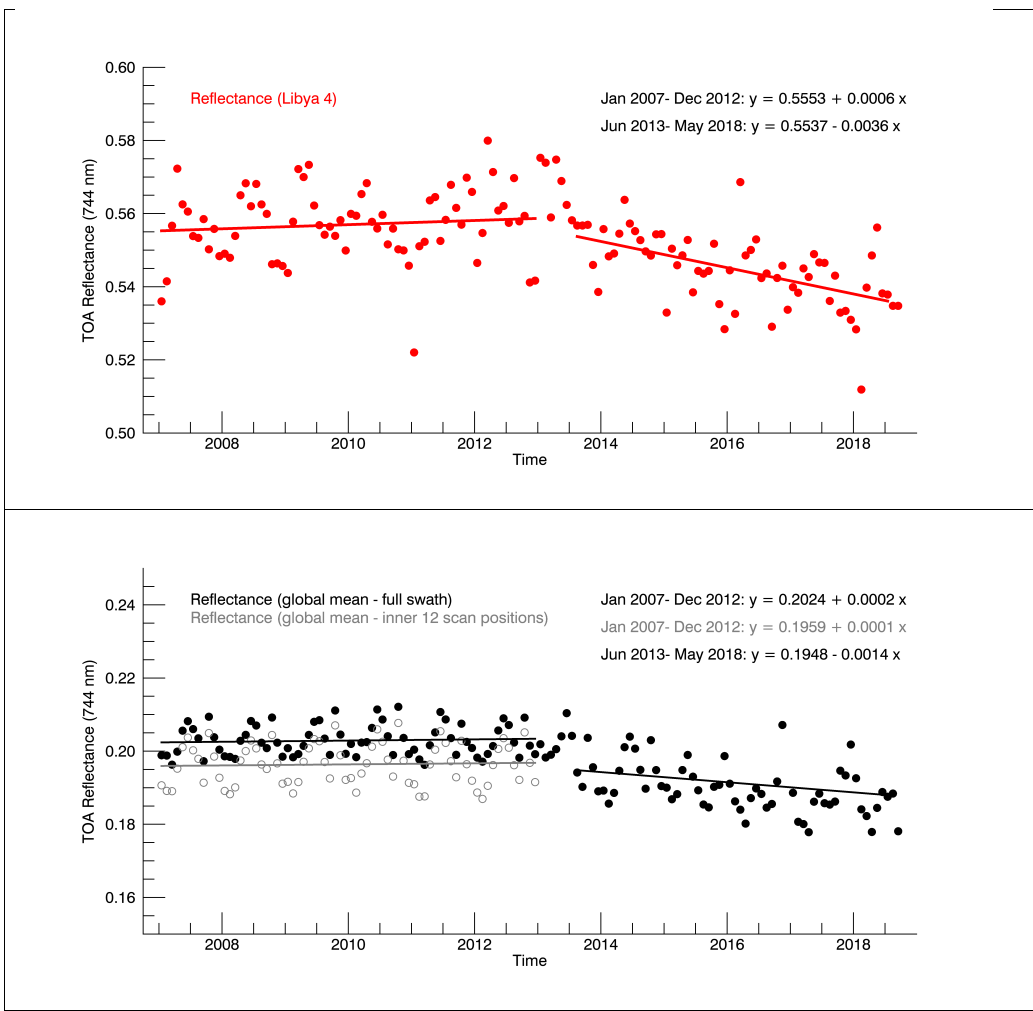 0.60
Reflectance (Libya 4)
Jan 2007- Dec 2012: y = 0.5553 + 0.0006 x
Jun 2013- May 2018: y = 0.5537 - 0.0036 x
0.58
0.56
0.54
0.52
0.50
TOA Reflectance (744 nm)
2008 2010 2012 2014 2016 2018
Time
0.24
Reflectance (global mean - full swath)
Reflectance (global mean - inner 12 scan positions)
Jan 2007- Dec 2012: y = 0.2024 + 0.0002 x
Jan 2007- Dec 2012: y = 0.1959 + 0.0001 x
Jun 2013- May 2018: y = 0.1948 - 0.0014 x
0.22
0.20
0.18
0.16
TOA Reflectance (744 nm)
2008 2010 2012 2014 2016 2018
Time